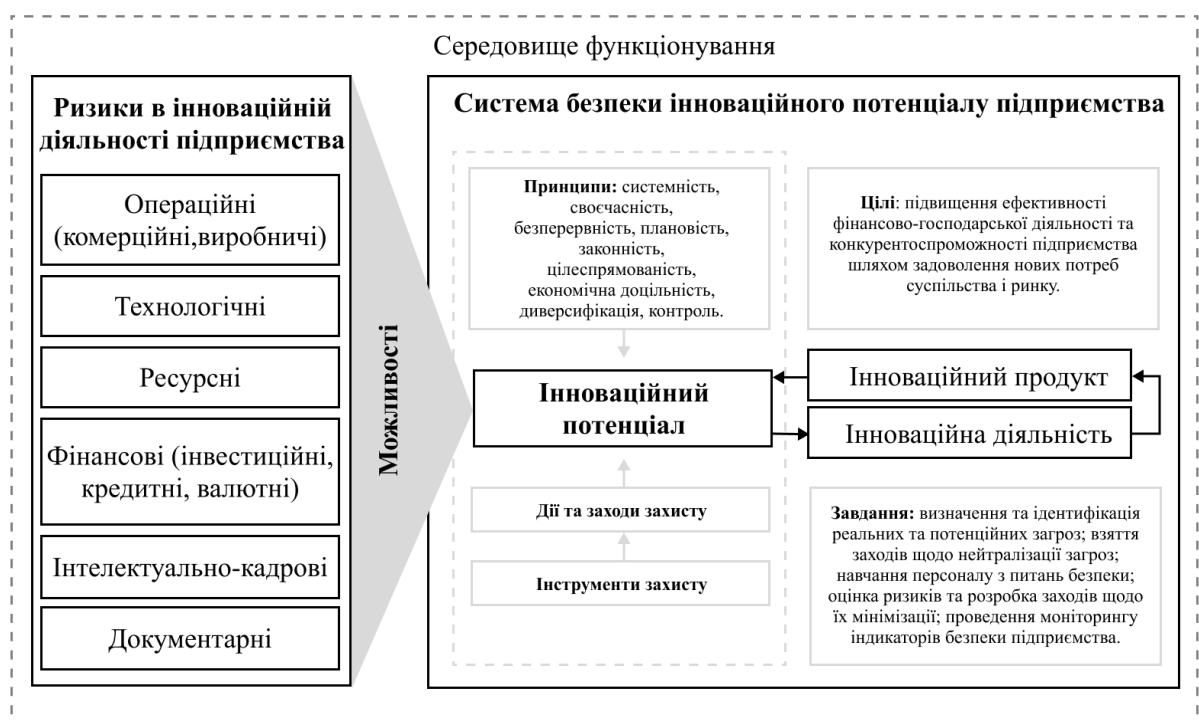 Середовище функціонування
Ризики в інноваційній
діяльності підприємства
Операційні
(комерційні,виробничі)
Технологічні
Ресурсні
Фінансові (інвестиційні,
кредитні, валютні)
Інтелектуально-кадрові
Документарні
Можливості
Система безпеки інноваційного потенціалу підприємства
Принципи: системність,
своєчасність,
безперервність, плановість,
законність,
цілеспрямованість,
економічна доцільність,
диверсифікація, контроль.
Інноваційний
потенціал
Дії та заходи захисту
Інструменти захисту
Цілі: підвищення ефективності
фінансово-господарської діяльності та
конкурентоспроможності підприємства
шляхом задоволення нових потреб
суспільства і ринку.
Інноваційний продукт
Інноваційна діяльність
Завдання: визначення та ідентифікація
реальних та потенційних загроз; взяття
заходів щодо нейтралізації загроз;
навчання персоналу з питань безпеки;
оцінка ризиків та розробка заходів щодо
їх мінімізації; проведення моніторингу
індикаторів безпеки підприємства.